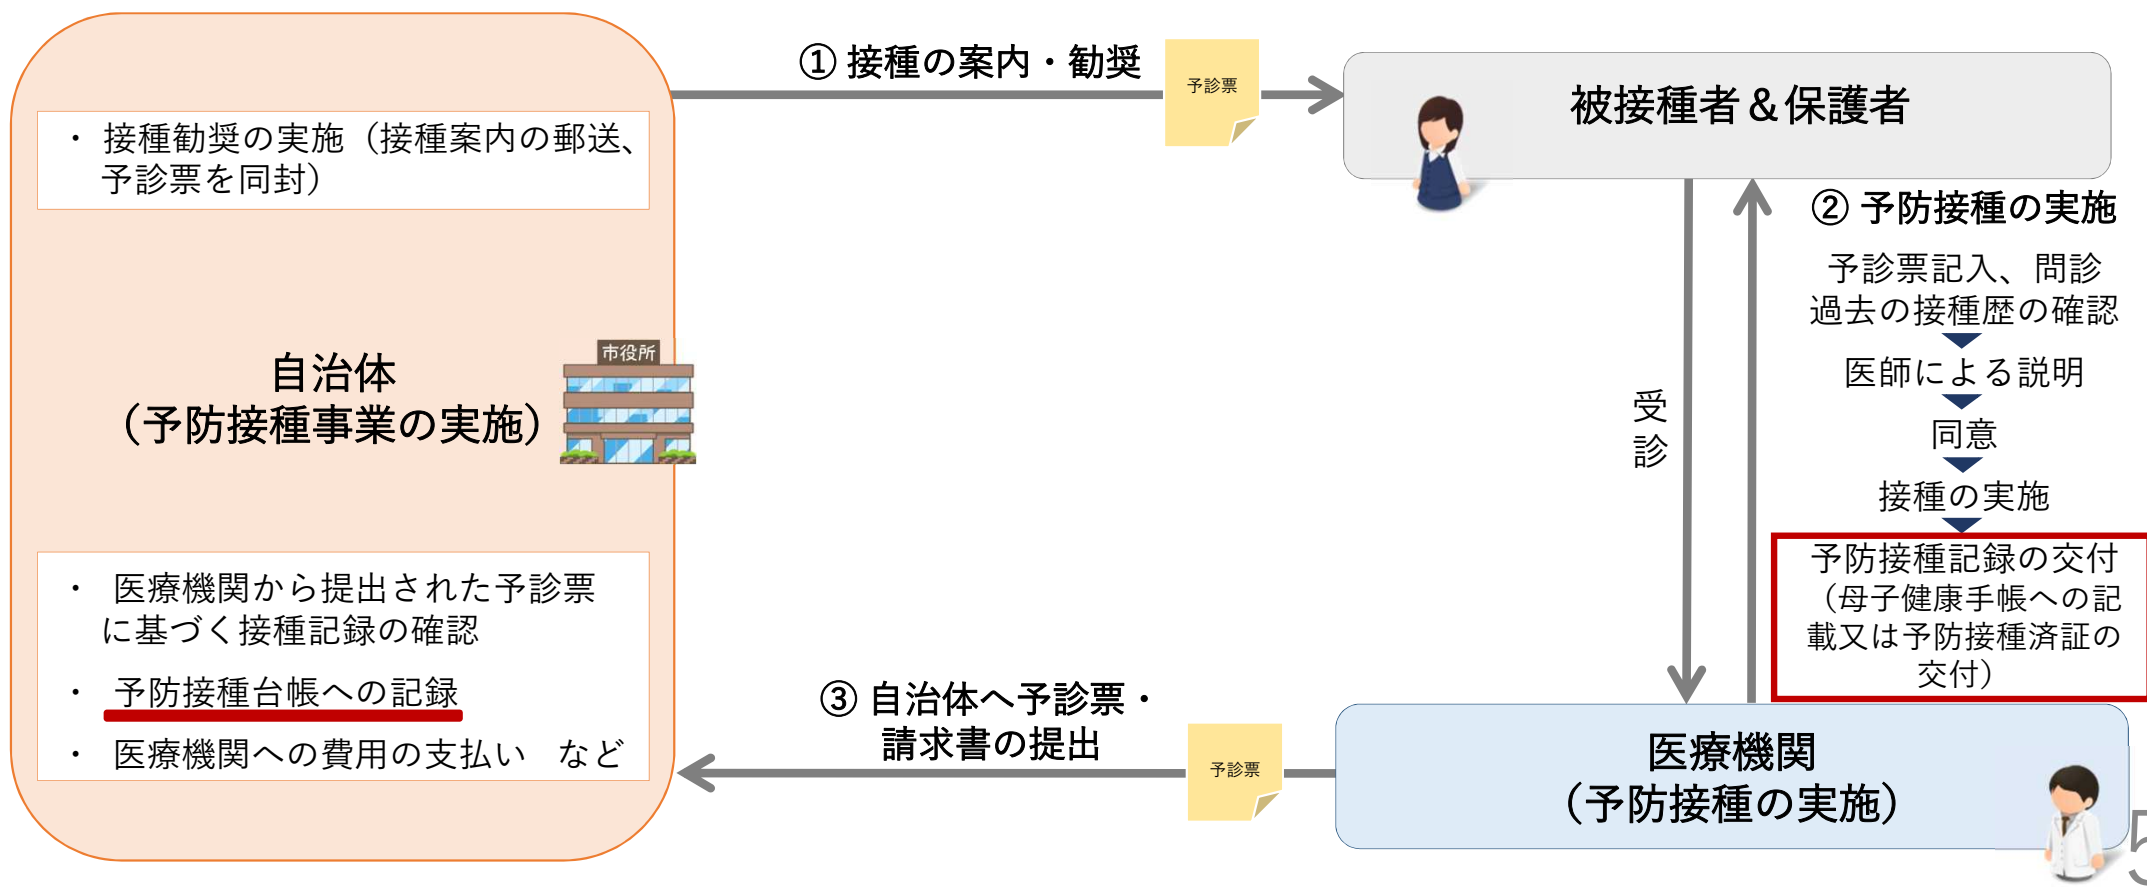 ① 接種の案内・勧奨
予診票
被接種者＆保護者
・ 接種勧奨の実施（接種案内の郵送、
予診票を同封）
② 予防接種の実施
予診票記入、問診
過去の接種歴の確認
医師による説明
同意
接種の実施
予防接種記録の交付
（母子健康手帳への記
載又は予防接種済証の
交付）
受
診
市役所
自治体
（予防接種事業の実施）
・ 医療機関から提出された予診票
に基づく接種記録の確認
・ 予防接種台帳への記録
・ 医療機関への費用の支払い など
③ 自治体へ予診票・
請求書の提出
予診票
医療機関
（予防接種の実施）
5